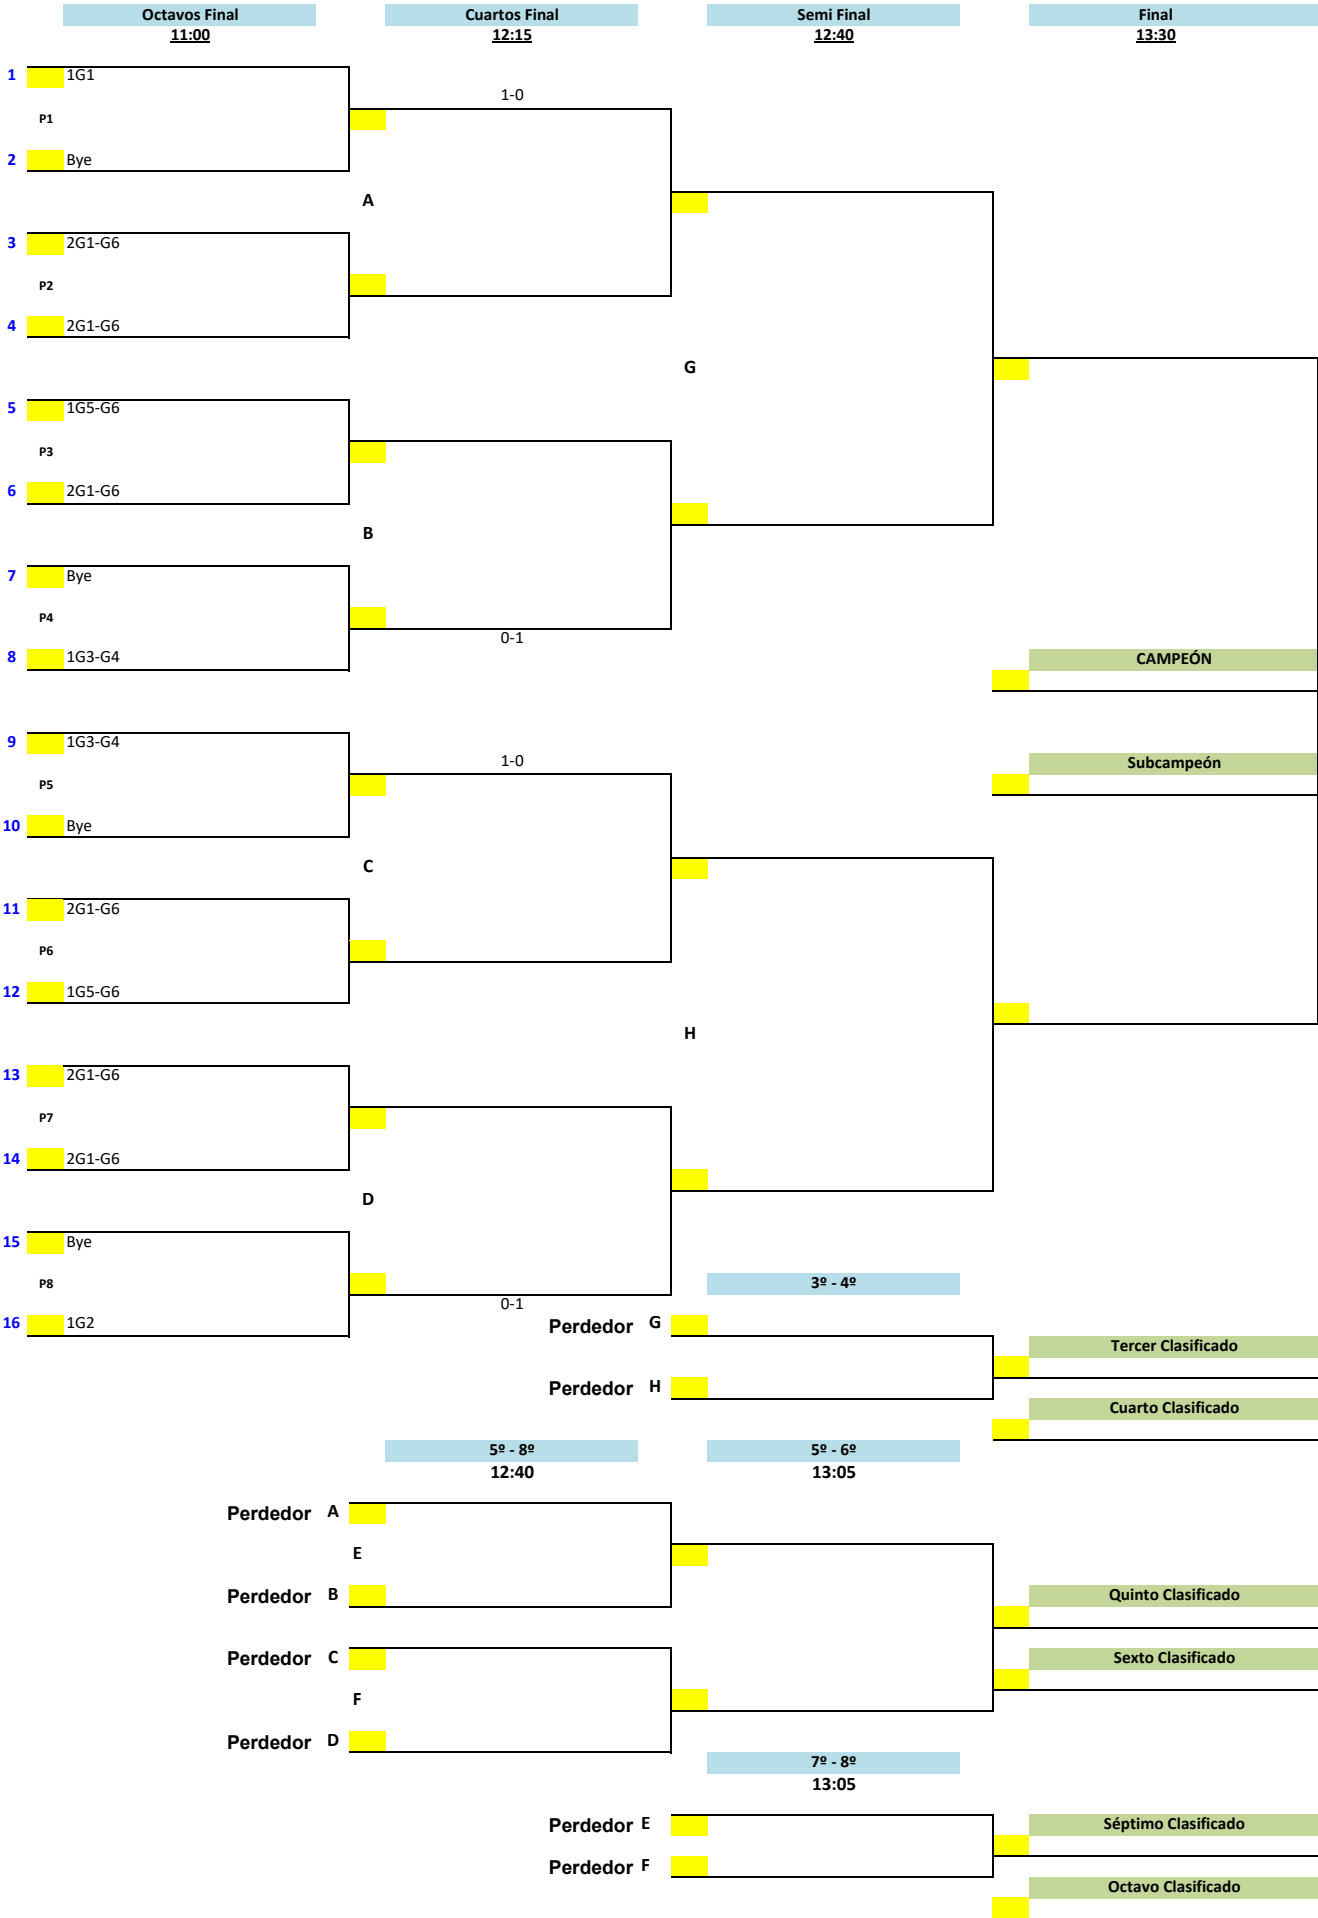 Octavos Final Cuartos Final Semi Final Final
11:00 12:15 12:40 13:30
1 1G1
1-0
P1
2 Bye
A
3 2G1-G6
P2
4 2G1-G6
G
5 1G5-G6
P3
6 2G1-G6
B
7 Bye
P4
0-1
8 1G3-G4 CAMPEÓN
9 1G3-G4
1-0 Subcampeón
P5
10 Bye
C
11 2G1-G6
P6
12 1G5-G6
H
13 2G1-G6
P7
14 2G1-G6
D
15 Bye
P8 3º - 4º
0-1
16 1G2 Perdedor G
Tercer Clasificado
Perdedor H
Cuarto Clasificado
5º - 8º 5º - 6º
12:40 13:05
Perdedor A
E
Perdedor B Quinto Clasificado
Perdedor C Sexto Clasificado
F
Perdedor D
7º - 8º
13:05
Perdedor E Séptimo Clasificado
Perdedor F
Octavo Clasificado